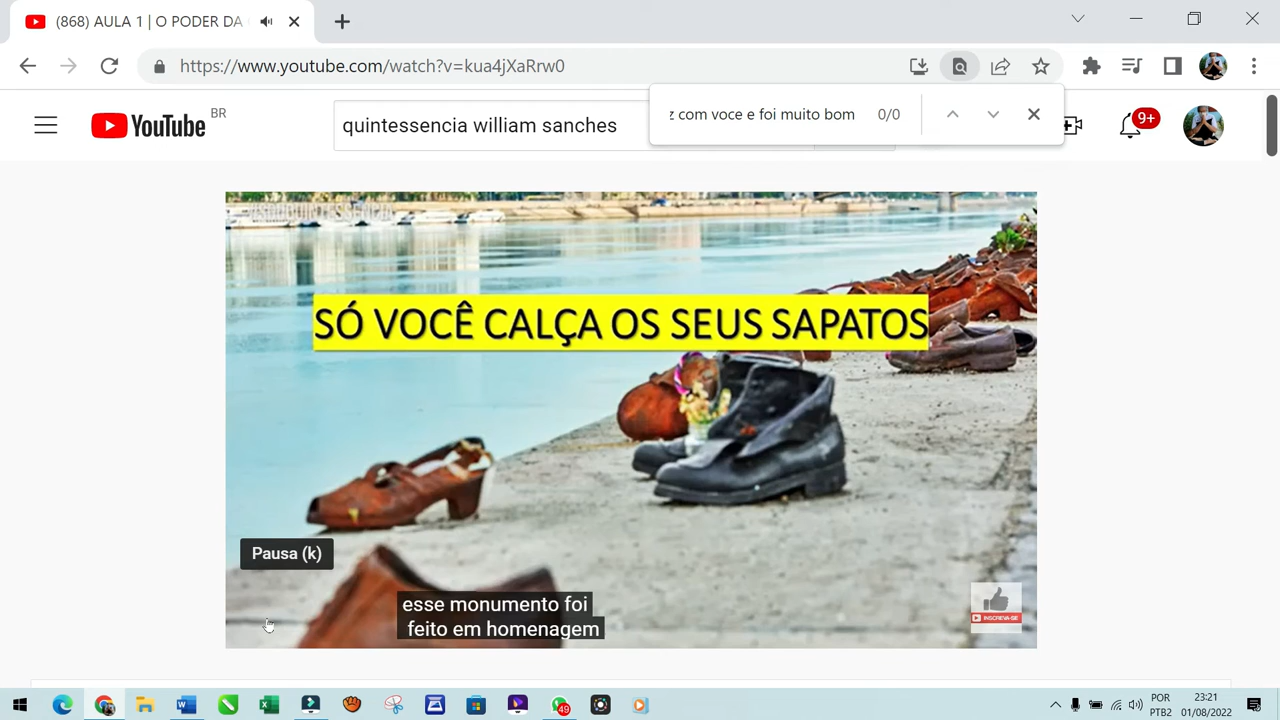 (868) AULA 1 | O PODER DA
https://www.youtube.com/watch?v=kua4jXaRrw0
com voce e foi muito bom 0/0
YouTube BR
quintessencia william sanches
9+
SÓ VOCÊ CALÇA OS SEUS SAPATOS
Pausa (k)
esse monumento foi
feito em homenagem
INSCREVA-SE
49
POR
PTB2
23:21
01/08/2022